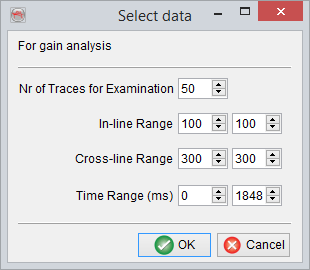 Select data
For gain analysis
Nr of Traces for Examination 50
In-line Range 100 100
Cross-line Range 300 300
Time Range (ms) 0 1848
OK Cancel